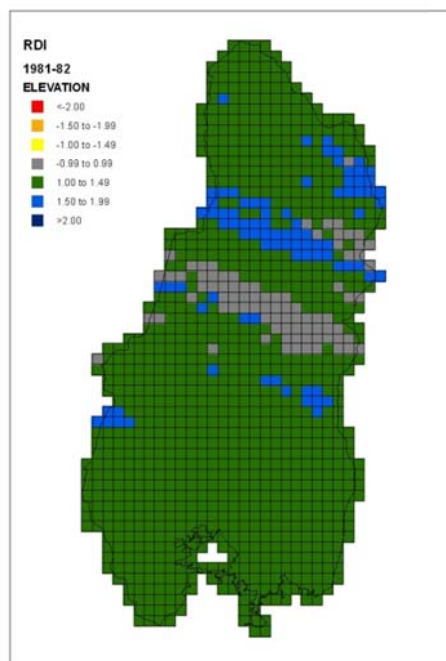 RDI
1981-82
ELEVATION
<-2.00
-1.50 to -1.99
-1.00 to -1.49
-0.99 to 0.99
1.00 to 1.49
1.50 to 1.99
>2.00